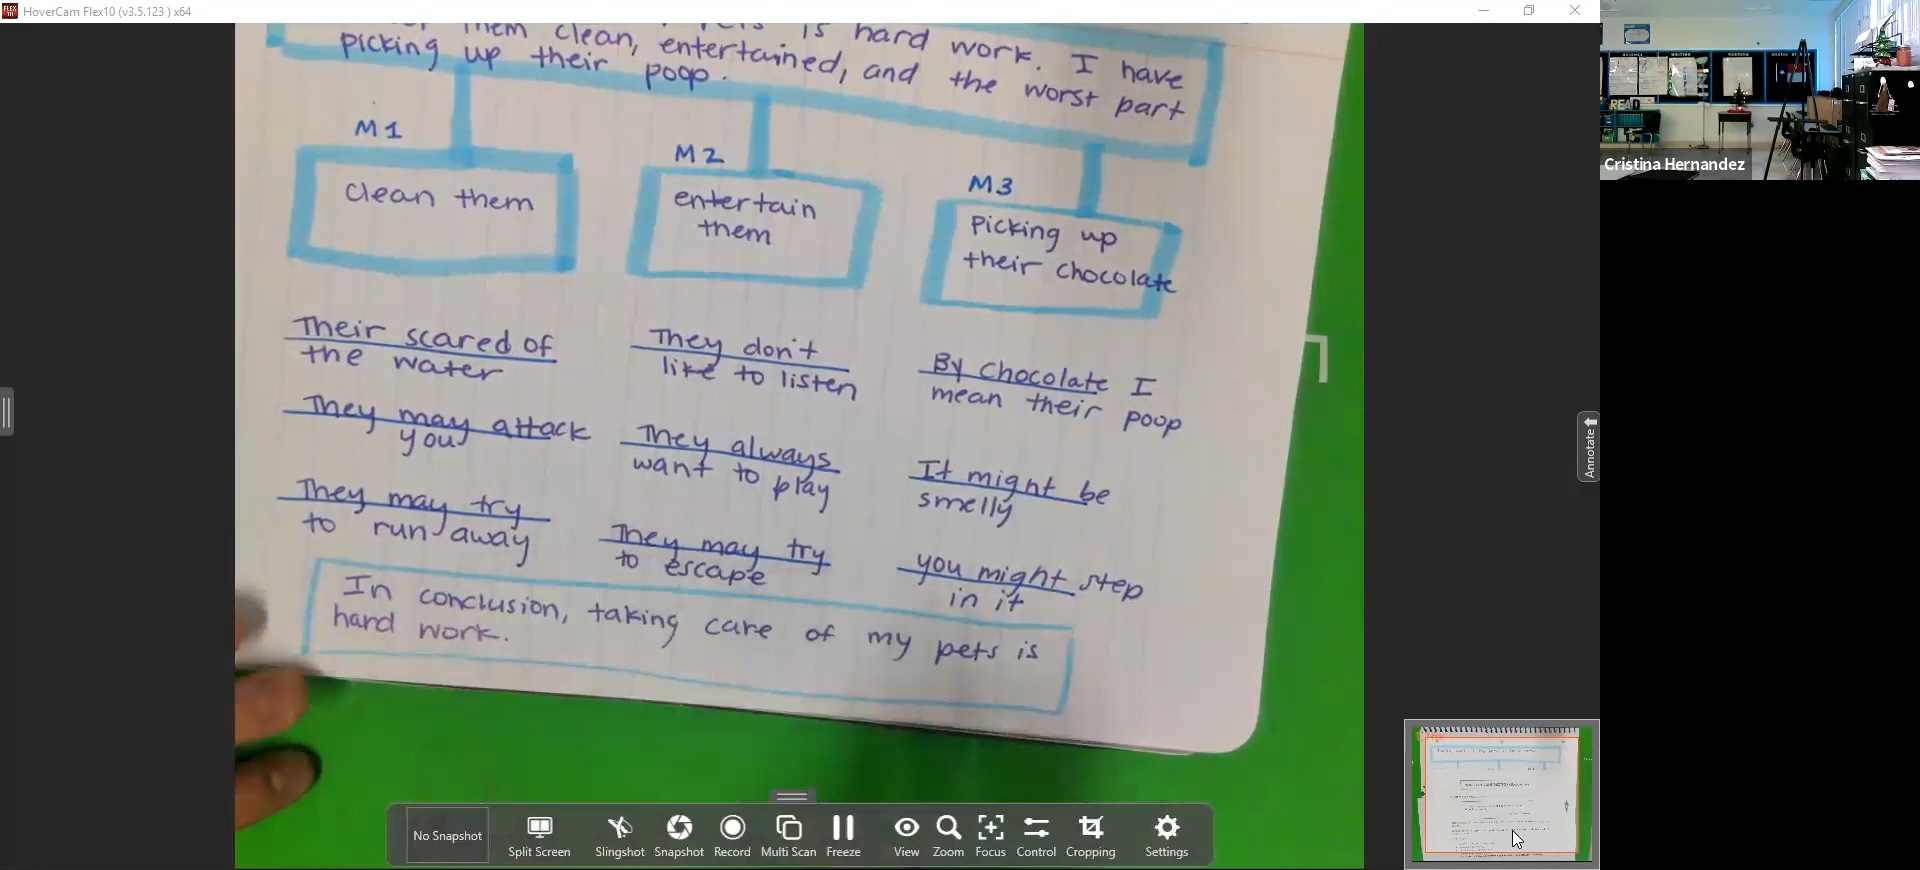 HoverCam Flex10 (v3.5.123 ) x64
is hard work. I have
them clean, entertained, and the worst part
picking up their poop.
M1
clean them
M2
entertain
them
M3
Picking up
their chocolate
Their scared of
the water
They may attack
you
They may try
to run away
They don't
like to listen
They always
want to play
They may try
to escape
By chocolate I
mean their poop
It might be
smelly
you might step
in it
In conclusion, taking care of my pets is
hard work.
Annotate
No Snapshot
Split Screen
Slingshot
Snapshot
Record
Multi Scan
Freeze
View
Zoom
Focus
Control
Cropping
Settings
SCIENCE
WRITING
READING
SOCIAL
READ
Cristina Hernandez